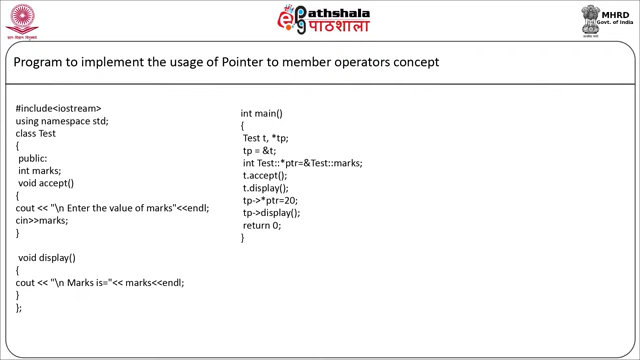 Pathshala
पाठशाला
MHRD
Govt. of India
Program to implement the usage of Pointer to member operators concept
#include<iostream>
using namespace std;
class Test
{
public:
int marks;
void accept()
{
cout << "\n Enter the value of marks"<<endl;
cin>>marks;
}
void display()
{
cout << "\n Marks is="<< marks<<endl;
}
};
int main()
{
Test t, *tp;
tp = &t;
int Test::*ptr=&Test::marks;
t.accept();
t.display();
tp->*ptr=20;
tp->display();
return 0;
}